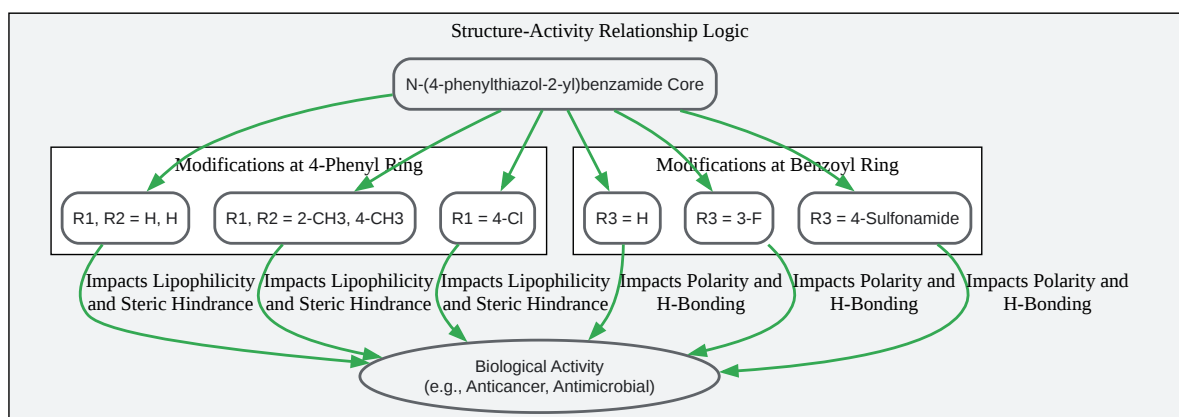 Structure-Activity Relationship Logic
N-(4-phenylthiazol-2-yl)benzamide Core
Modifications at 4-Phenyl Ring
Modifications at Benzoyl Ring
R1, R2 = H, H
R1, R2 = 2-CH3, 4-CH3
R1 = 4-Cl
R3 = H
R3 = 3-F
R3 = 4-Sulfonamide
Impacts Lipophilicity
and Steric Hindrance
Impacts Lipophilicity
and Steric Hindrance
Impacts Lipophilicity
and Steric Hindrance
Impacts Polarity and
H-Bonding
Impacts Polarity and
H-Bonding
Impacts Polarity and
H-Bonding
Biological Activity
(e.g., Anticancer, Antimicrobial)